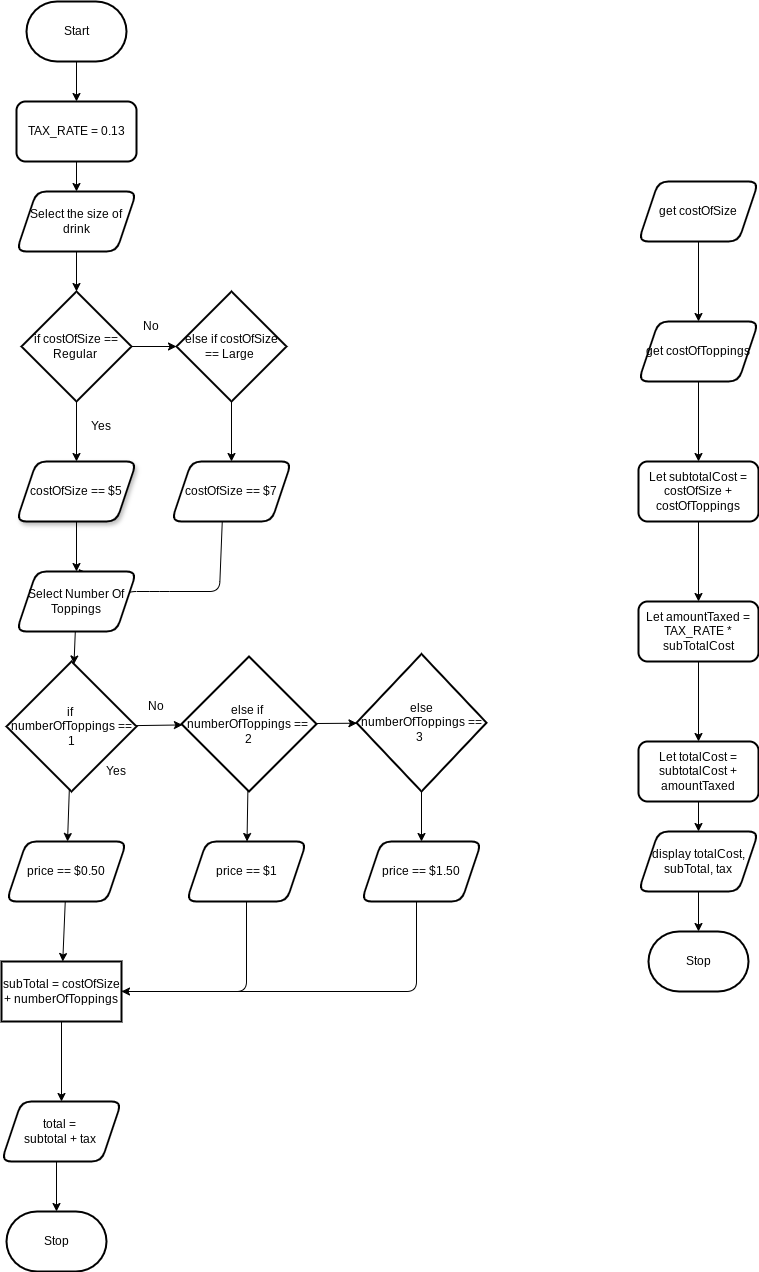 Start
TAX_RATE = 0.13
Select the size of
drink
if costOfSize ==
Regular
No
else if costOfSize
== Large
Yes
costOfSize == $5
costOfSize == $7
Select Number Of
Toppings
if
numberOfToppings ==
1
No
Yes
else if
numberOfToppings ==
2
else
numberOfToppings ==
3
price == $0.50
price == $1
price == $1.50
subTotal = costOfSize
+ numberOfToppings
total =
subtotal + tax
Stop
get costOfSize
get costOfToppings
Let subtotalCost =
costOfSize +
costOfToppings
Let amountTaxed =
TAX_RATE *
subTotalCost
Let totalCost =
subtotalCost +
amountTaxed
display totalCost,
subTotal, tax
Stop